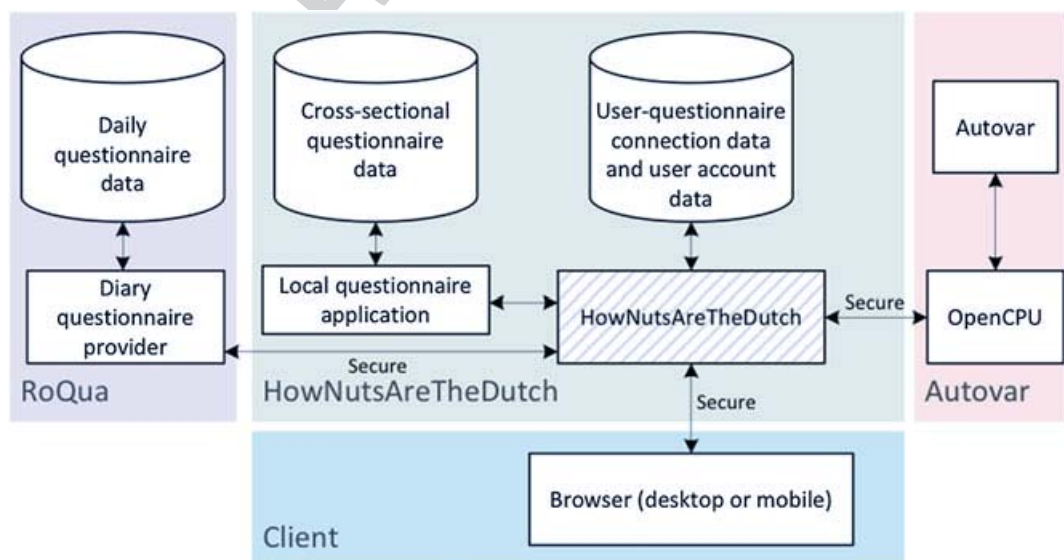 Daily
questionnaire
data
Cross-sectional
questionnaire
data
User-questionnaire
connection data
and user account
data
Autovar
Diary
questionnaire
provider
Local questionnaire
application
HowNutsAreTheDutch
Secure
OpenCPU
Secure
RoQua
HowNutsAreTheDutch
Autovar
Secure
Browser (desktop or mobile)
Client